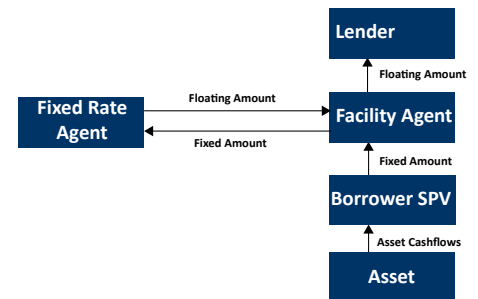 Lender
Floating Amount
Floating Amount
Fixed Rate
Agent
Facility Agent
Fixed Amount
Fixed Amount
Borrower SPV
Asset Cashflows
Asset